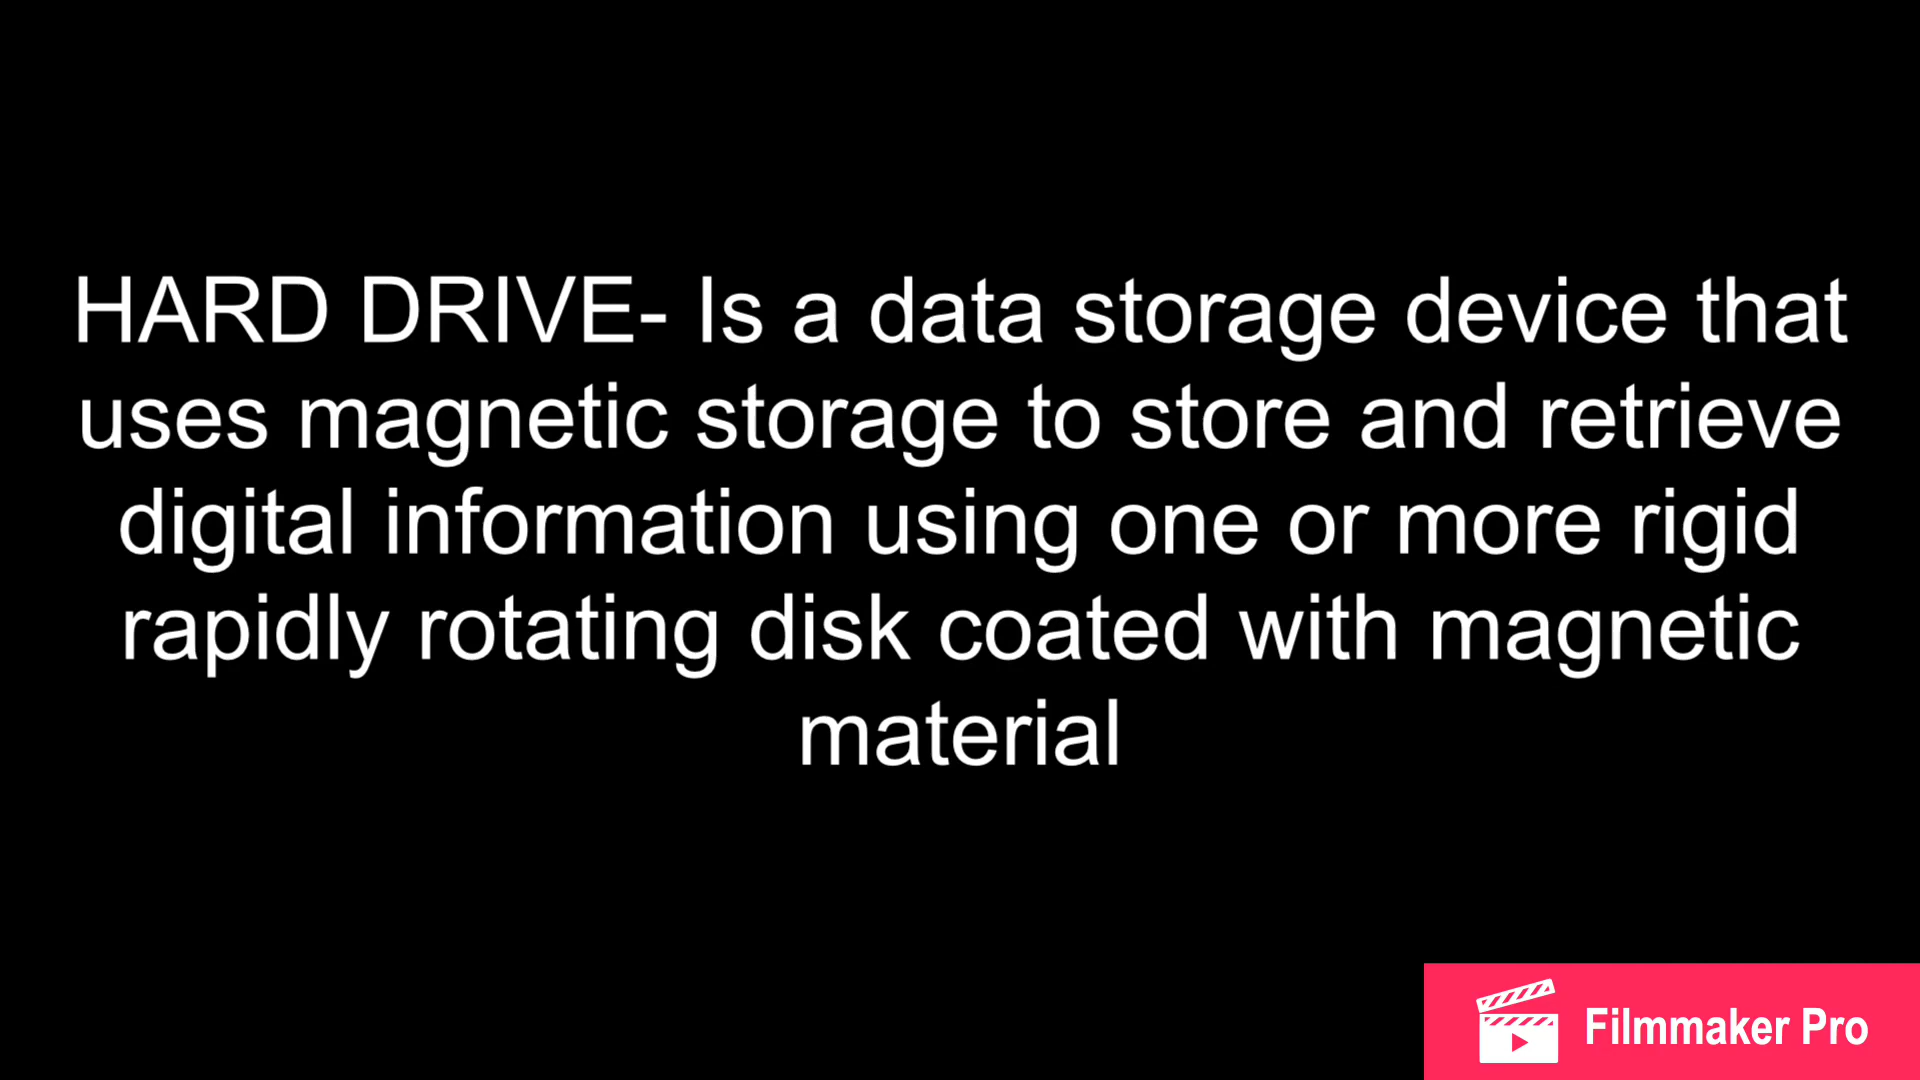 HARD DRIVE- Is a data storage device that
uses magnetic storage to store and retrieve
digital information using one or more rigid
rapidly rotating disk coated with magnetic
material
Filmmaker Pro